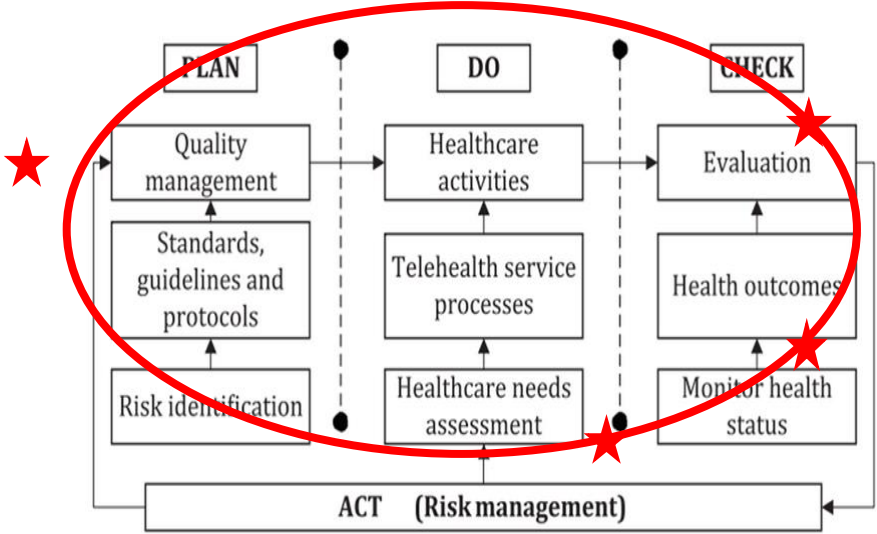 PLAN
DO
CHECK
Quality
management
Healthcare
activities
Evaluation
Standards,
guidelines and
protocols
Telehealth service
processes
Health outcomes
Risk identification
Healthcare needs
assessment
Monitor health
status
ACT (Risk management)